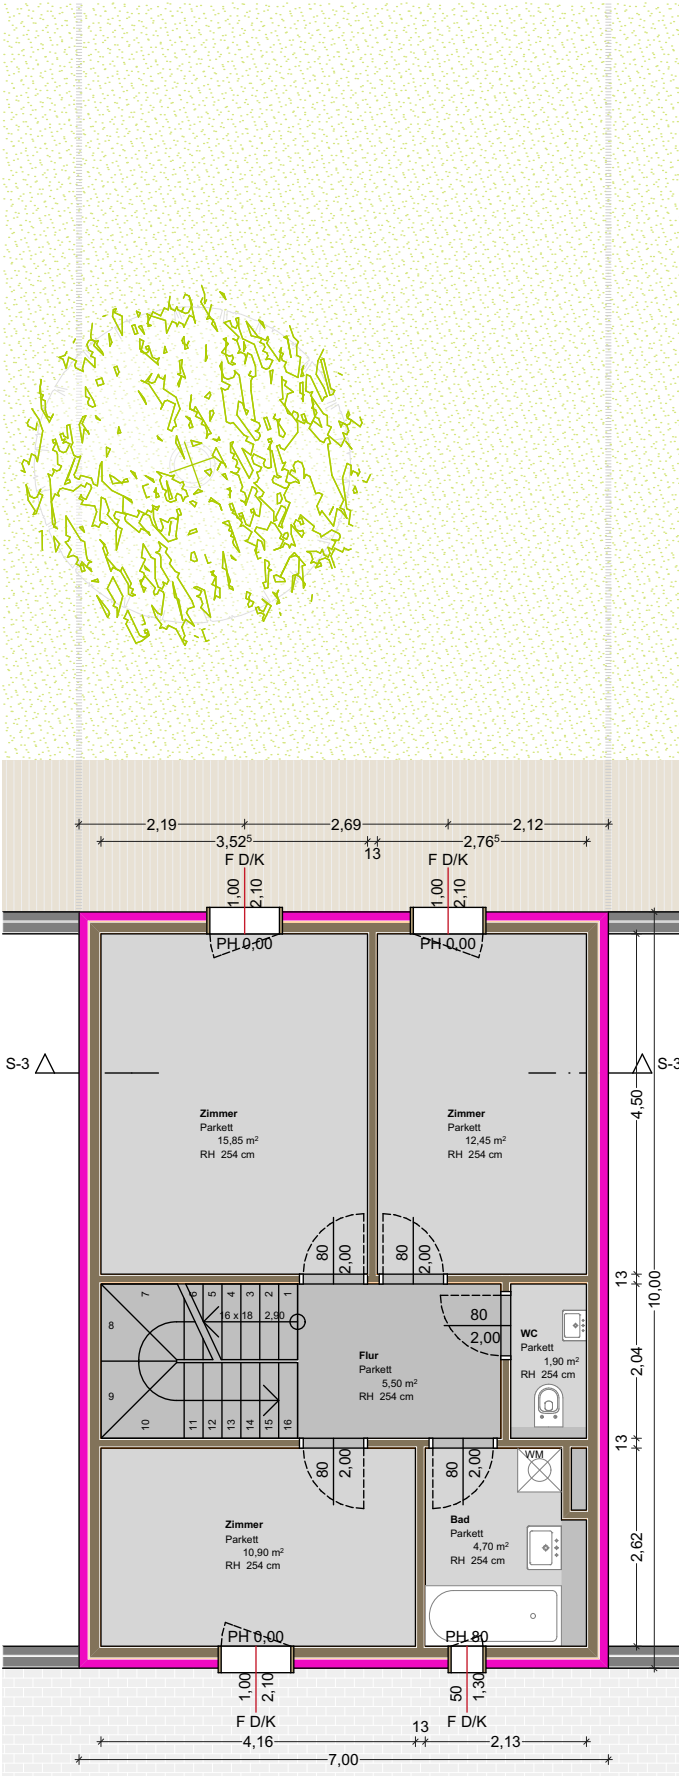 2,19 2,69 2,12
3,52⁵ 13 2,76⁵
F D/K F D/K
1,00 2,10 1,00 2,10
PH 0,00 PH 0,00
S-3 S-3
4,50
Zimmer
Parkett
15,85 m²
RH 254 cm
Zimmer
Parkett
12,45 m²
RH 254 cm
80 2,00 80 2,00
13
10,00
7 6 5 4 3 2 1
16 x 18 2,90
8
9
10 11 12 13 14 15 16
Flur
Parkett
5,50 m²
RH 254 cm
80
2,00
WC
Parkett
1,90 m²
RH 254 cm
2,04
13
80 2,00 80 2,00
WM
Zimmer
Parkett
10,90 m²
RH 254 cm
Bad
Parkett
4,70 m²
RH 254 cm
2,62
PH 0,00 PH 80
1,00 2,10 50 1,30
F D/K F D/K
4,16 13 2,13
7,00